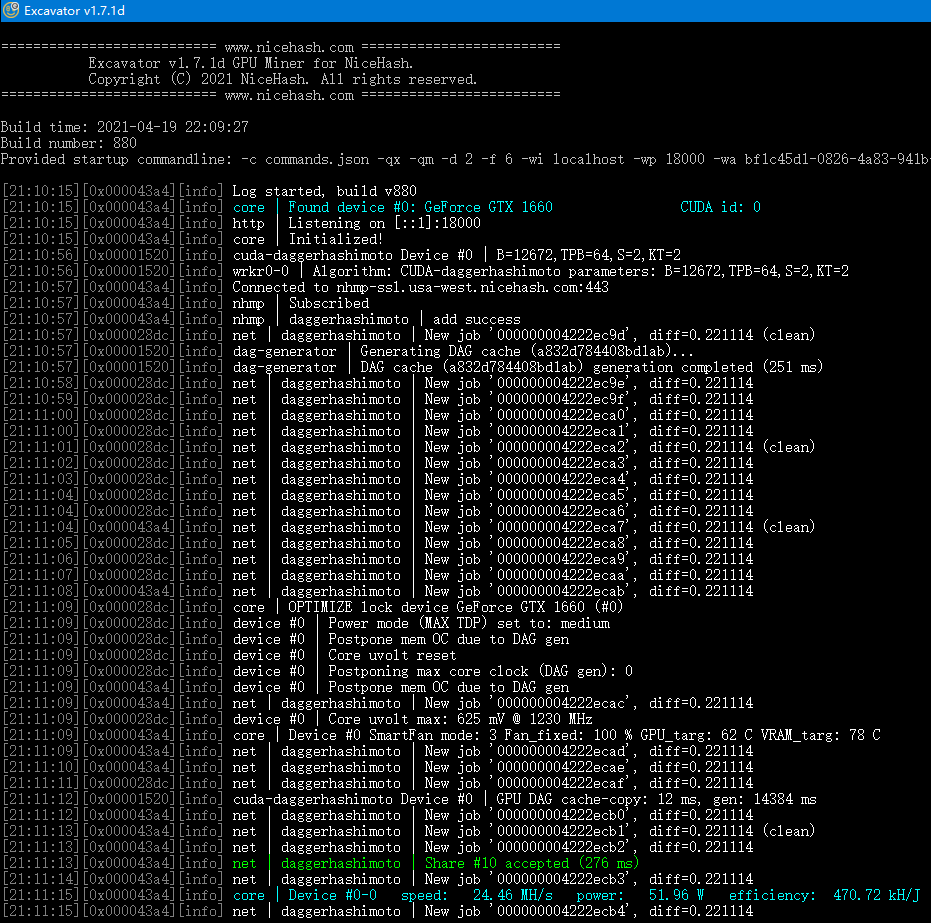 Excavator v1.7.1d
=========================== www.nicehash.com =========================
Excavator v1.7.1d GPU Miner for NiceHash.
Copyright (C) 2021 NiceHash. All rights reserved.
=========================== www.nicehash.com =========================
Build time: 2021-04-19 22:09:27
Build number: 880
Provided startup commandline: -c commands.json -qx -qm -d 2 -f 6 -wi localhost -wp 18000 -wa bf1c45d1-0826-4a83-941b-
[21:10:15][0x000043a4][info] Log started, build v880
[21:10:15][0x000043a4][info] core | Found device #0: GeForce GTX 1660 CUDA id: 0
[21:10:15][0x000043a4][info] http | Listening on [::1]:18000
[21:10:15][0x000043a4][info] core | Initialized!
[21:10:56][0x00001520][info] cuda-daggerhashimoto Device #0 | B=12672,TPB=64,S=2,KT=2
[21:10:56][0x00001520][info] wrkr0-0 | Algorithm: CUDA-daggerhashimoto parameters: B=12672,TPB=64,S=2,KT=2
[21:10:57][0x000043a4][info] Connected to nhmp-ssl.usa-west.nicehash.com:443
[21:10:57][0x000043a4][info] nhmp | Subscribed
[21:10:57][0x000043a4][info] nhmp | daggerhashimoto | add success
[21:10:57][0x000028dc][info] net | daggerhashimoto | New job '000000004222ec9d', diff=0.221114 (clean)
[21:10:57][0x00001520][info] dag-generator | Generating DAG cache (a832d784408bd1ab)...
[21:10:57][0x00001520][info] dag-generator | DAG cache (a832d784408bd1ab) generation completed (251 ms)
[21:10:58][0x000028dc][info] net | daggerhashimoto | New job '000000004222ec9e', diff=0.221114
[21:10:59][0x000028dc][info] net | daggerhashimoto | New job '000000004222ec9f', diff=0.221114
[21:11:00][0x000028dc][info] net | daggerhashimoto | New job '000000004222eca0', diff=0.221114
[21:11:00][0x000028dc][info] net | daggerhashimoto | New job '000000004222eca1', diff=0.221114
[21:11:01][0x000028dc][info] net | daggerhashimoto | New job '000000004222eca2', diff=0.221114 (clean)
[21:11:02][0x000028dc][info] net | daggerhashimoto | New job '000000004222eca3', diff=0.221114
[21:11:03][0x000028dc][info] net | daggerhashimoto | New job '000000004222eca4', diff=0.221114
[21:11:04][0x000028dc][info] net | daggerhashimoto | New job '000000004222eca5', diff=0.221114
[21:11:04][0x000028dc][info] net | daggerhashimoto | New job '000000004222eca6', diff=0.221114
[21:11:04][0x000043a4][info] net | daggerhashimoto | New job '000000004222eca7', diff=0.221114 (clean)
[21:11:05][0x000028dc][info] net | daggerhashimoto | New job '000000004222eca8', diff=0.221114
[21:11:06][0x000028dc][info] net | daggerhashimoto | New job '000000004222eca9', diff=0.221114
[21:11:07][0x000028dc][info] net | daggerhashimoto | New job '000000004222ecaa', diff=0.221114
[21:11:08][0x000043a4][info] net | daggerhashimoto | New job '000000004222ecab', diff=0.221114
[21:11:09][0x000028dc][info] core | OPTIMIZE lock device GeForce GTX 1660 (#0)
[21:11:09][0x000028dc][info] device #0 | Power mode (MAX TDP) set to: medium
[21:11:09][0x000028dc][info] device #0 | Postpone mem OC due to DAG gen
[21:11:09][0x000028dc][info] device #0 | Core uvolt reset
[21:11:09][0x000028dc][info] device #0 | Postponing max core clock (DAG gen): 0
[21:11:09][0x000043a4][info] device #0 | Postpone mem OC due to DAG gen
[21:11:09][0x000043a4][info] net | daggerhashimoto | New job '000000004222ecac', diff=0.221114
[21:11:09][0x000028dc][info] device #0 | Core uvolt max: 625 mV @ 1230 MHz
[21:11:09][0x000043a4][info] core | Device #0 SmartFan mode: 3 Fan_fixed: 100 % GPU_targ: 62 C VRAM_targ: 78 C
[21:11:09][0x000043a4][info] net | daggerhashimoto | New job '000000004222ecad', diff=0.221114
[21:11:10][0x000043a4][info] net | daggerhashimoto | New job '000000004222ecae', diff=0.221114
[21:11:11][0x000028dc][info] net | daggerhashimoto | New job '000000004222ecaf', diff=0.221114
[21:11:12][0x00001520][info] cuda-daggerhashimoto Device #0 | GPU DAG cache-copy: 12 ms, gen: 14384 ms
[21:11:12][0x000043a4][info] net | daggerhashimoto | New job '000000004222ecb0', diff=0.221114
[21:11:13][0x000043a4][info] net | daggerhashimoto | New job '000000004222ecb1', diff=0.221114 (clean)
[21:11:13][0x000043a4][info] net | daggerhashimoto | New job '000000004222ecb2', diff=0.221114
[21:11:13][0x000043a4][info] net | daggerhashimoto | Share #10 accepted (276 ms)
[21:11:14][0x000043a4][info] net | daggerhashimoto | New job '000000004222ecb3', diff=0.221114
[21:11:15][0x000043a4][info] core | Device #0-0 speed: 24.46 MH/s power: 51.96 W efficiency: 470.72 kH/J
[21:11:15][0x000043a4][info] net | daggerhashimoto | New job '000000004222ecb4', diff=0.221114